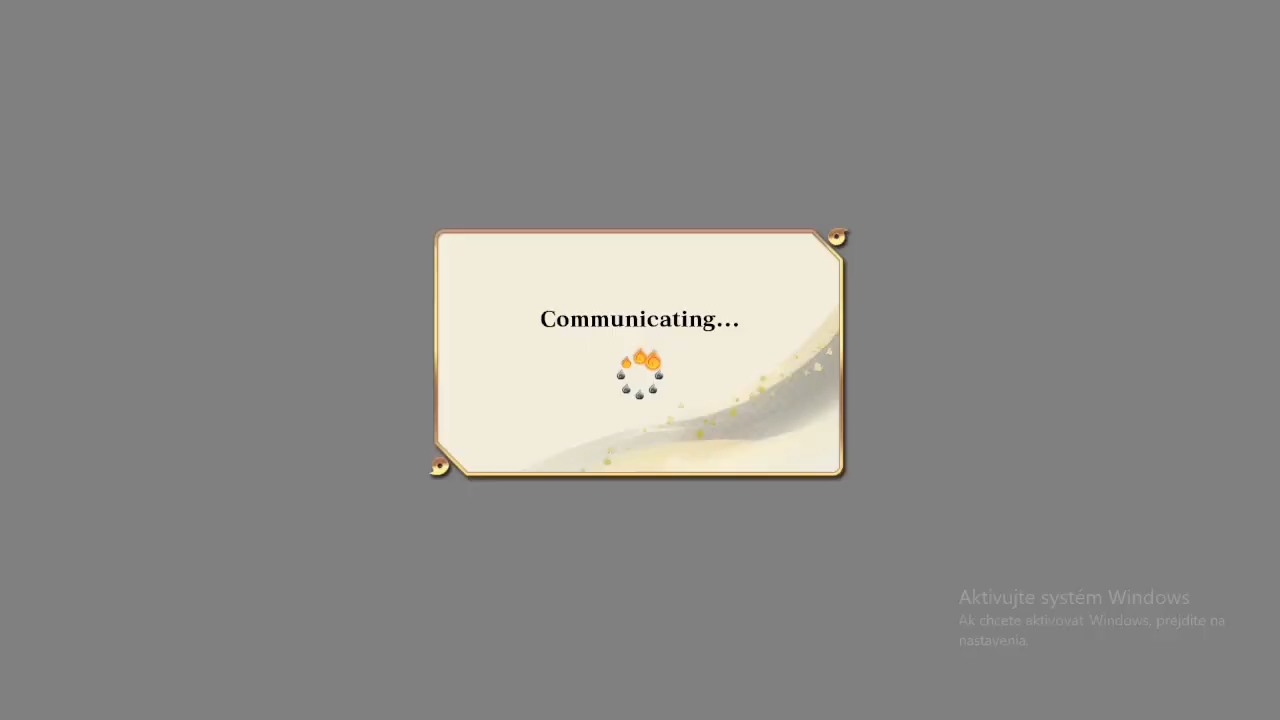 Communicating...
Aktivujte systém Windows
Ak chcete aktivovať Windows, prejdite na
nastavenia.